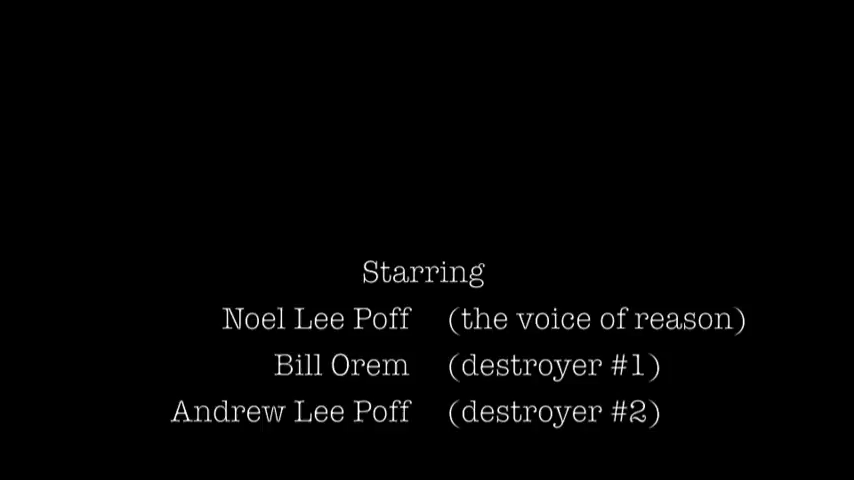 Starring
Noel Lee Poff (the voice of reason)
Bill Orem (destroyer #1)
Andrew Lee Poff (destroyer #2)